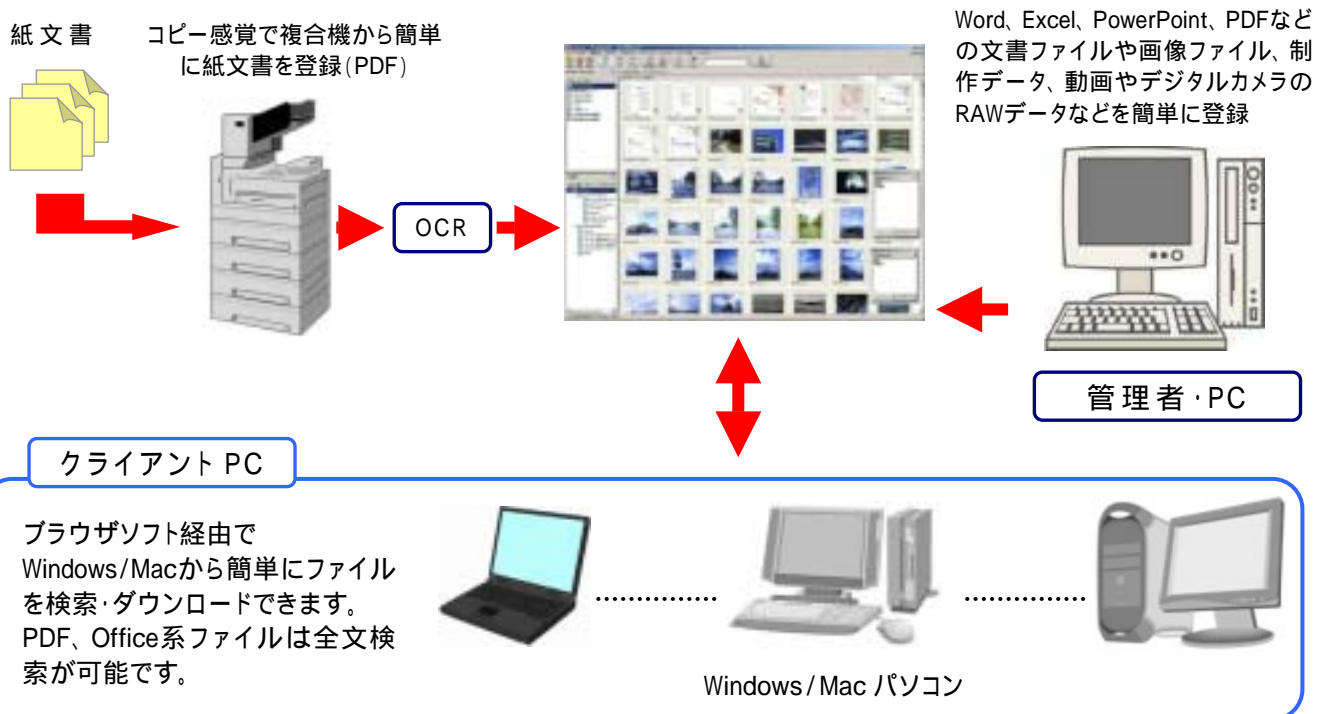 紙文書
コピー感覚で複合機から簡単
に紙文書を登録(PDF)
Word、Excel、PowerPoint、PDFなど
の文書ファイルや画像ファイル、制
作データ、動画やデジタルカメラの
RAWデータなどを簡単に登録
OCR
管理者・PC
クライアント PC
ブラウザソフト経由で
Windows/Macから簡単にファイル
を検索・ダウンロードできます。
PDF、Office系ファイルは全文検
索が可能です。
Windows/Mac パソコン